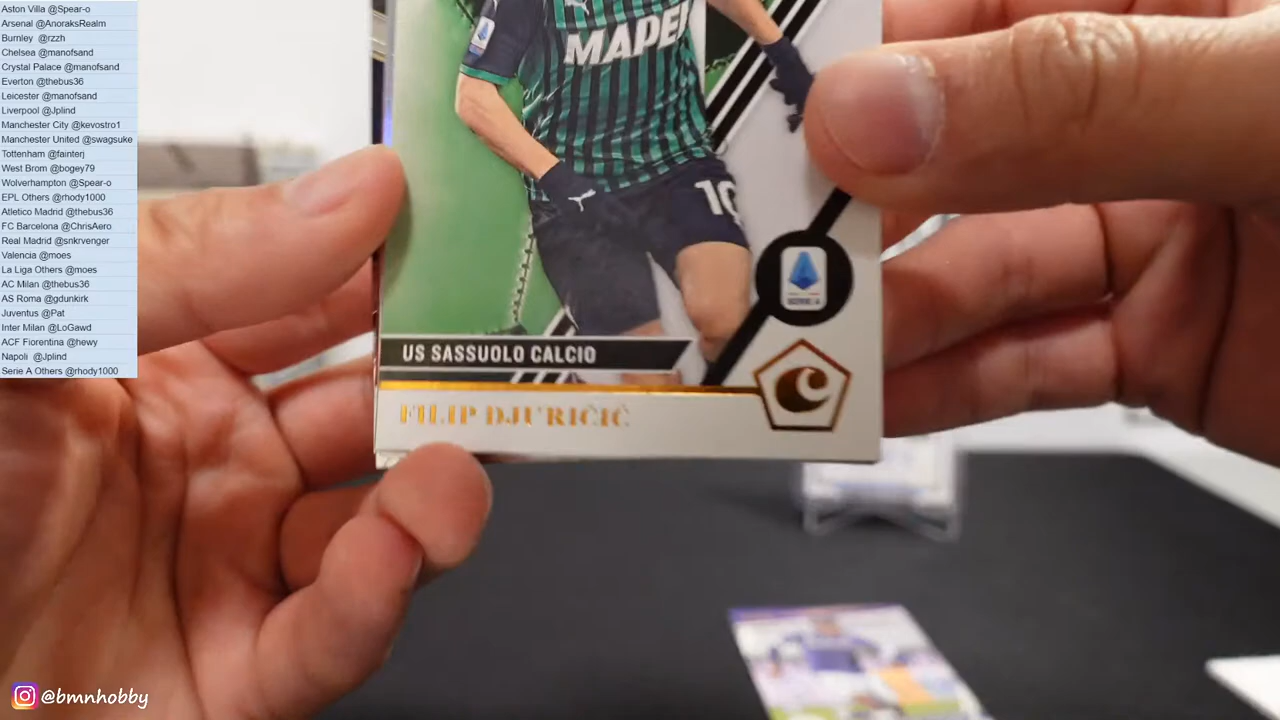 Aston Villa @Spear-o
Arsenal @AnoraksRealm
Burnley @rzzh
Chelsea @manofsand
Crystal Palace @manofsand
Everton @thebus36
Leicester @manofsand
Liverpool @Jplind
Manchester City @kevostro1
Manchester United @swagsuke
Tottenham @fainterj
West Brom @bogey79
Wolverhampton @Spear-o
EPL Others @rhody1000
Atletico Madrid @thebus36
FC Barcelona @ChrisAero
Real Madrid @snkrvenger
Valencia @moes
La Liga Others @moes
AC Milan @thebus36
AS Roma @gdunkirk
Juventus @Pat
Inter Milan @LoGawd
ACF Fiorentina @hewy
Napoli @Jplind
Serie A Others @rhody1000
MAPEI
10
SERIE A
US SASSUOLO CALCIO
C
FILIP DJURIČIĆ
@bmnhobby